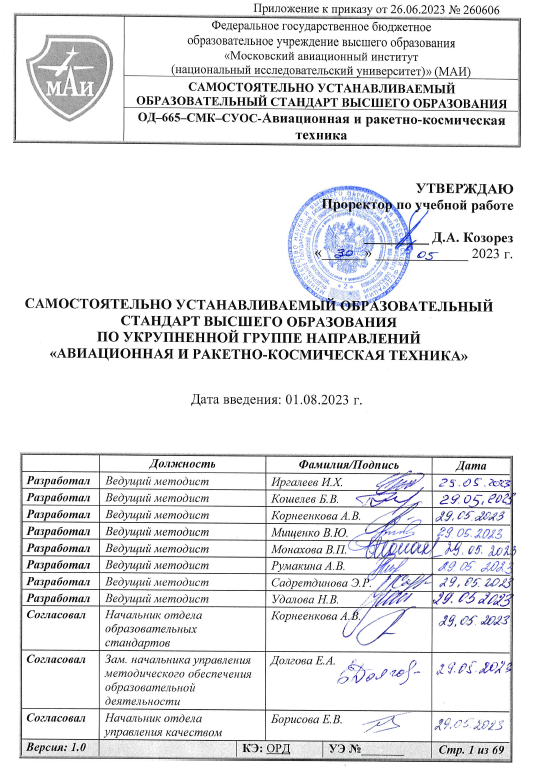 Приложение к приказу от 26.06.2023 № 260606
МАИ
Федеральное государственное бюджетное
образовательное учреждение высшего образования
«Московский авиационный институт
(национальный исследовательский университет)» (МАИ)
САМОСТОЯТЕЛЬНО УСТАНАВЛИВАЕМЫЙ
ОБРАЗОВАТЕЛЬНЫЙ СТАНДАРТ ВЫСШЕГО ОБРАЗОВАНИЯ
ОД–665–СМК–СУОС-Авиационная и ракетно-космическая
техника
УТВЕРЖДАЮ
Проректор по учебной работе
Д.А. Козорез
«30» 05 2023 г.
САМОСТОЯТЕЛЬНО УСТАНАВЛИВАЕМЫЙ ОБРАЗОВАТЕЛЬНЫЙ
СТАНДАРТ ВЫСШЕГО ОБРАЗОВАНИЯ
ПО УКРУПНЕННОЙ ГРУППЕ НАПРАВЛЕНИЙ
«АВИАЦИОННАЯ И РАКЕТНО-КОСМИЧЕСКАЯ ТЕХНИКА»
Дата введения: 01.08.2023 г.
Должность Фамилия/Подпись Дата
Разработал Ведущий методист Иргалеев И.Х. 29.05.2023
Разработал Ведущий методист Кошелев Б.В. 29.05.2023
Разработал Ведущий методист Корнеенкова А.В. 29.05.2023
Разработал Ведущий методист Мищенко В.Ю. 29.05.2023
Разработал Ведущий методист Монахова В.П. 29.05.2023
Разработал Ведущий методист Румакина А.В. 29.05.2023
Разработал Ведущий методист Садретдинова Э.Р. 29.05.2023
Разработал Ведущий методист Удалова Н.В. 29.05.2023
Согласовал Начальник отдела Корнеенкова А.В. 29.05.2023
образовательных
стандартов
Согласовал Зам. начальника управления Долгова Е.А. 29.05.2023
методического обеспечения
образовательной
деятельности
Согласовал Начальник отдела Борисова Е.В. 29.05.2023
управления качеством
Версия: 1.0 КЭ: ОРД УЭ №______ Стр. 1 из 69